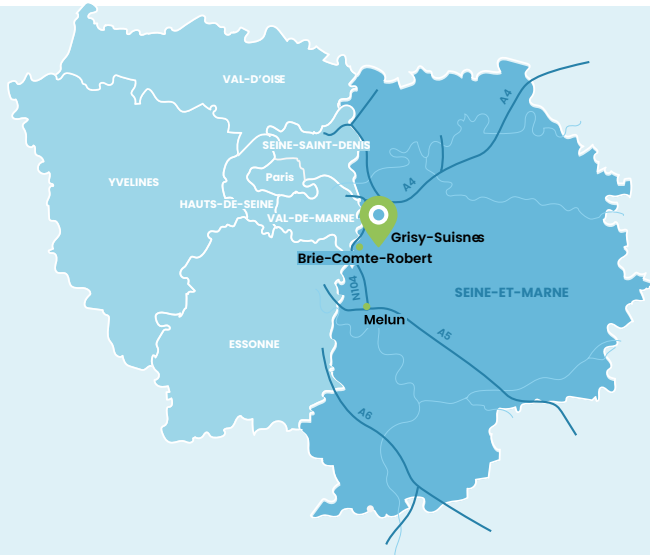 VAL-D'OISE
A4
SEINE-SAINT-DENIS
Paris
YVELINES
A4
HAUTS-DE-SEINE
VAL-DE-MARNE
Grisy-Suisnes
Brie-Comte-Robert
N104
SEINE-ET-MARNE
Melun
A5
ESSONNE
A6